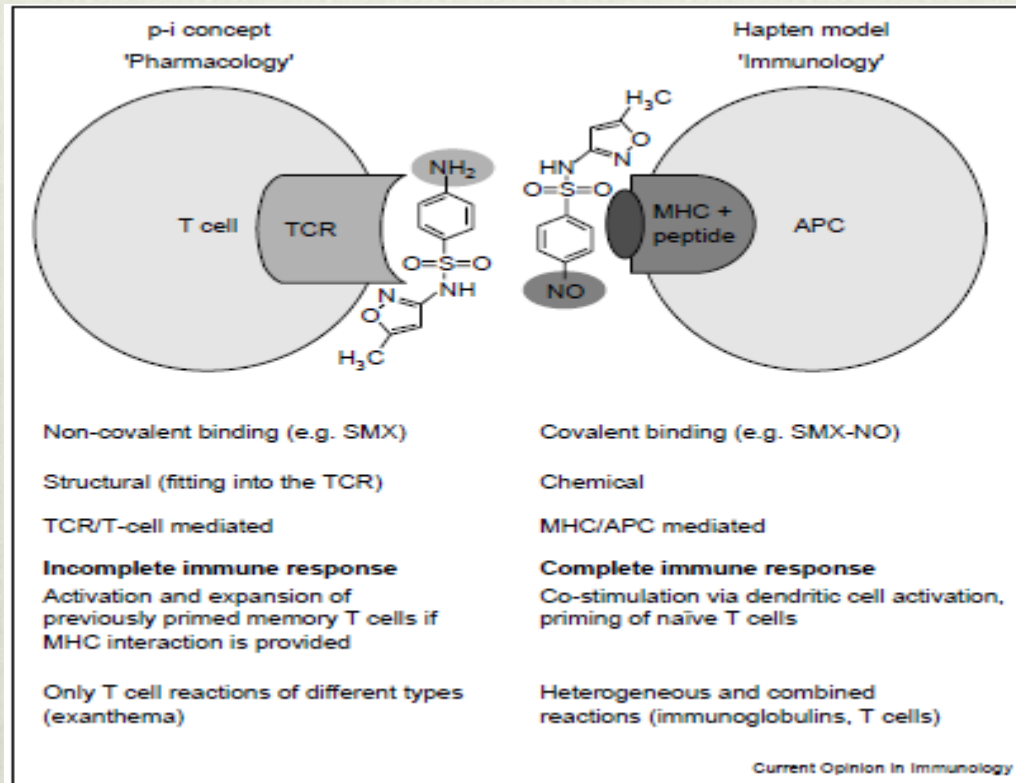 p-i concept
'Pharmacology'
Hapten model
'Immunology'
T cell
TCR
NH2
O=S=O
NH
N
O
H3C
H3C
O
N
HN
O=S=O
NO
MHC +
peptide
APC
Non-covalent binding (e.g. SMX)
Covalent binding (e.g. SMX-NO)
Structural (fitting into the TCR)
Chemical
TCR/T-cell mediated
MHC/APC mediated
Incomplete immune response
Activation and expansion of
previously primed memory T cells if
MHC interaction is provided
Complete immune response
Co-stimulation via dendritic cell activation,
priming of naïve T cells
Only T cell reactions of different types
(exanthema)
Heterogeneous and combined
reactions (immunoglobulins, T cells)
Current Opinion in Immunology